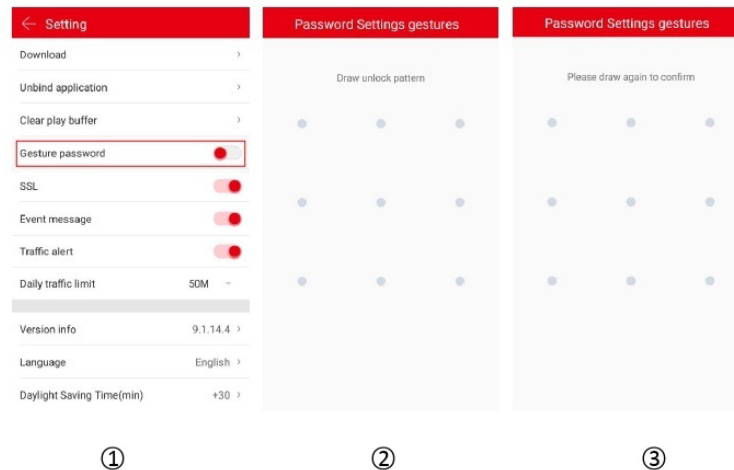 Setting
Download
Unbind application
Clear play buffer
Gesture password
SSL
Event message
Traffic alert
Daily traffic limit 50M
Version info 9.1.14.4
Language English
Daylight Saving Time(min) +30
①
Password Settings gestures
Draw unlock pattern
②
Password Settings gestures
Please draw again to confirm
③